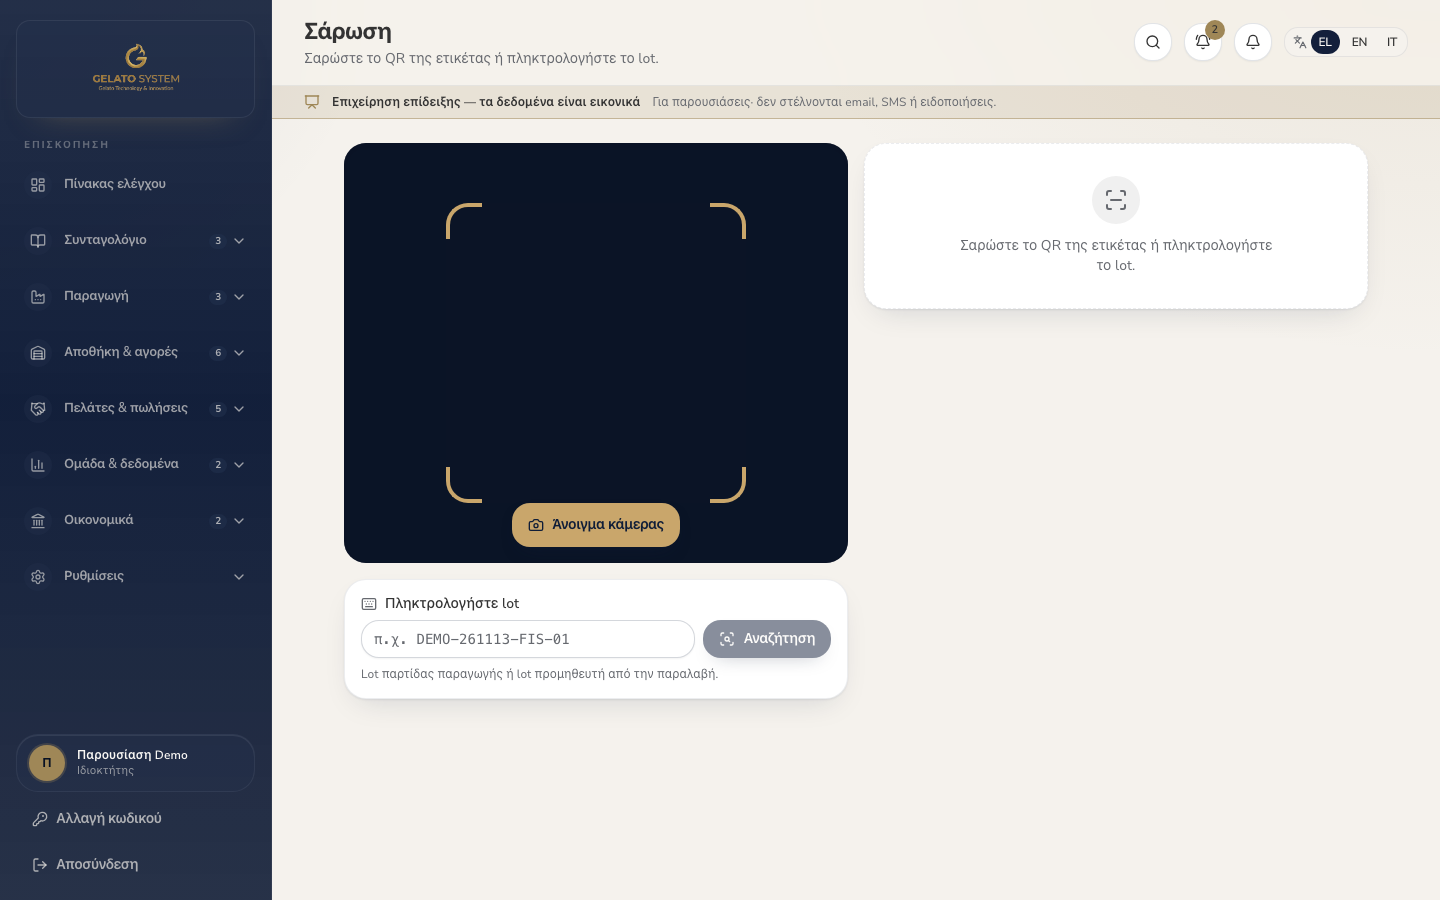 GELATO SYSTEM
Gelato Technology & Innovation
ΕΠΙΣΚΟΠΗΣΗ
Πίνακας ελέγχου
Συνταγολόγιο 3
Παραγωγή 3
Αποθήκη & αγορές 6
Πελάτες & πωλήσεις 5
Ομάδα & δεδομένα 2
Οικονομικά 2
Ρυθμίσεις
Π
Παρουσίαση Demo
Ιδιοκτήτης
Αλλαγή κωδικού
Αποσύνδεση
Σάρωση
Σαρώστε το QR της ετικέτας ή πληκτρολογήστε το lot.
2
EL EN IT
Επιχείρηση επίδειξης — τα δεδομένα είναι εικονικά Για παρουσιάσεις· δεν στέλνονται email, SMS ή ειδοποιήσεις.
Άνοιγμα κάμερας
Πληκτρολογήστε lot
π.χ. DEMO-261113-FIS-01
Αναζήτηση
Lot παρτίδας παραγωγής ή lot προμηθευτή από την παραλαβή.
Σαρώστε το QR της ετικέτας ή πληκτρολογήστε
το lot.